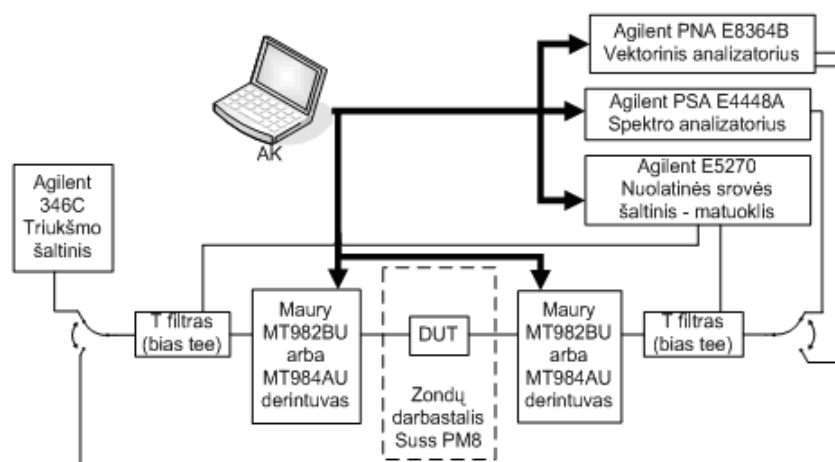 Agilent PNA E8364B
Vektorinis analizatorius
Agilent PSA E4448A
Spektro analizatorius
AK
Agilent E5270
Nuolatinės srovės
šaltinis - matuoklis
Agilent
346C
Triukšmo
šaltinis
T filtras
(bias tee)
Maury
MT982BU
arba
MT984AU
derintuvas
DUT
Zondų
darbastalis
Suss PM8
Maury
MT982BU
arba
MT984AU
derintuvas
T filtras
(bias tee)